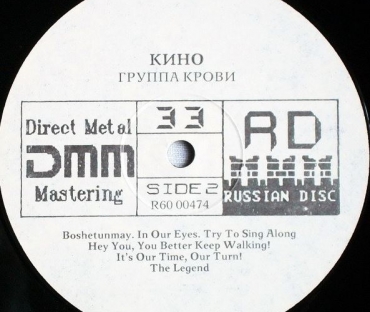 КИНО
ГРУППА КРОВИ
Direct Metal
DMM
Mastering
33
SIDE 2
R60 00474
RD
RUSSIAN DISC
Boshetunmay. In Our Eyes. Try To Sing Along
Hey You, You Better Keep Walking!
It's Our Time, Our Turn!
The Legend